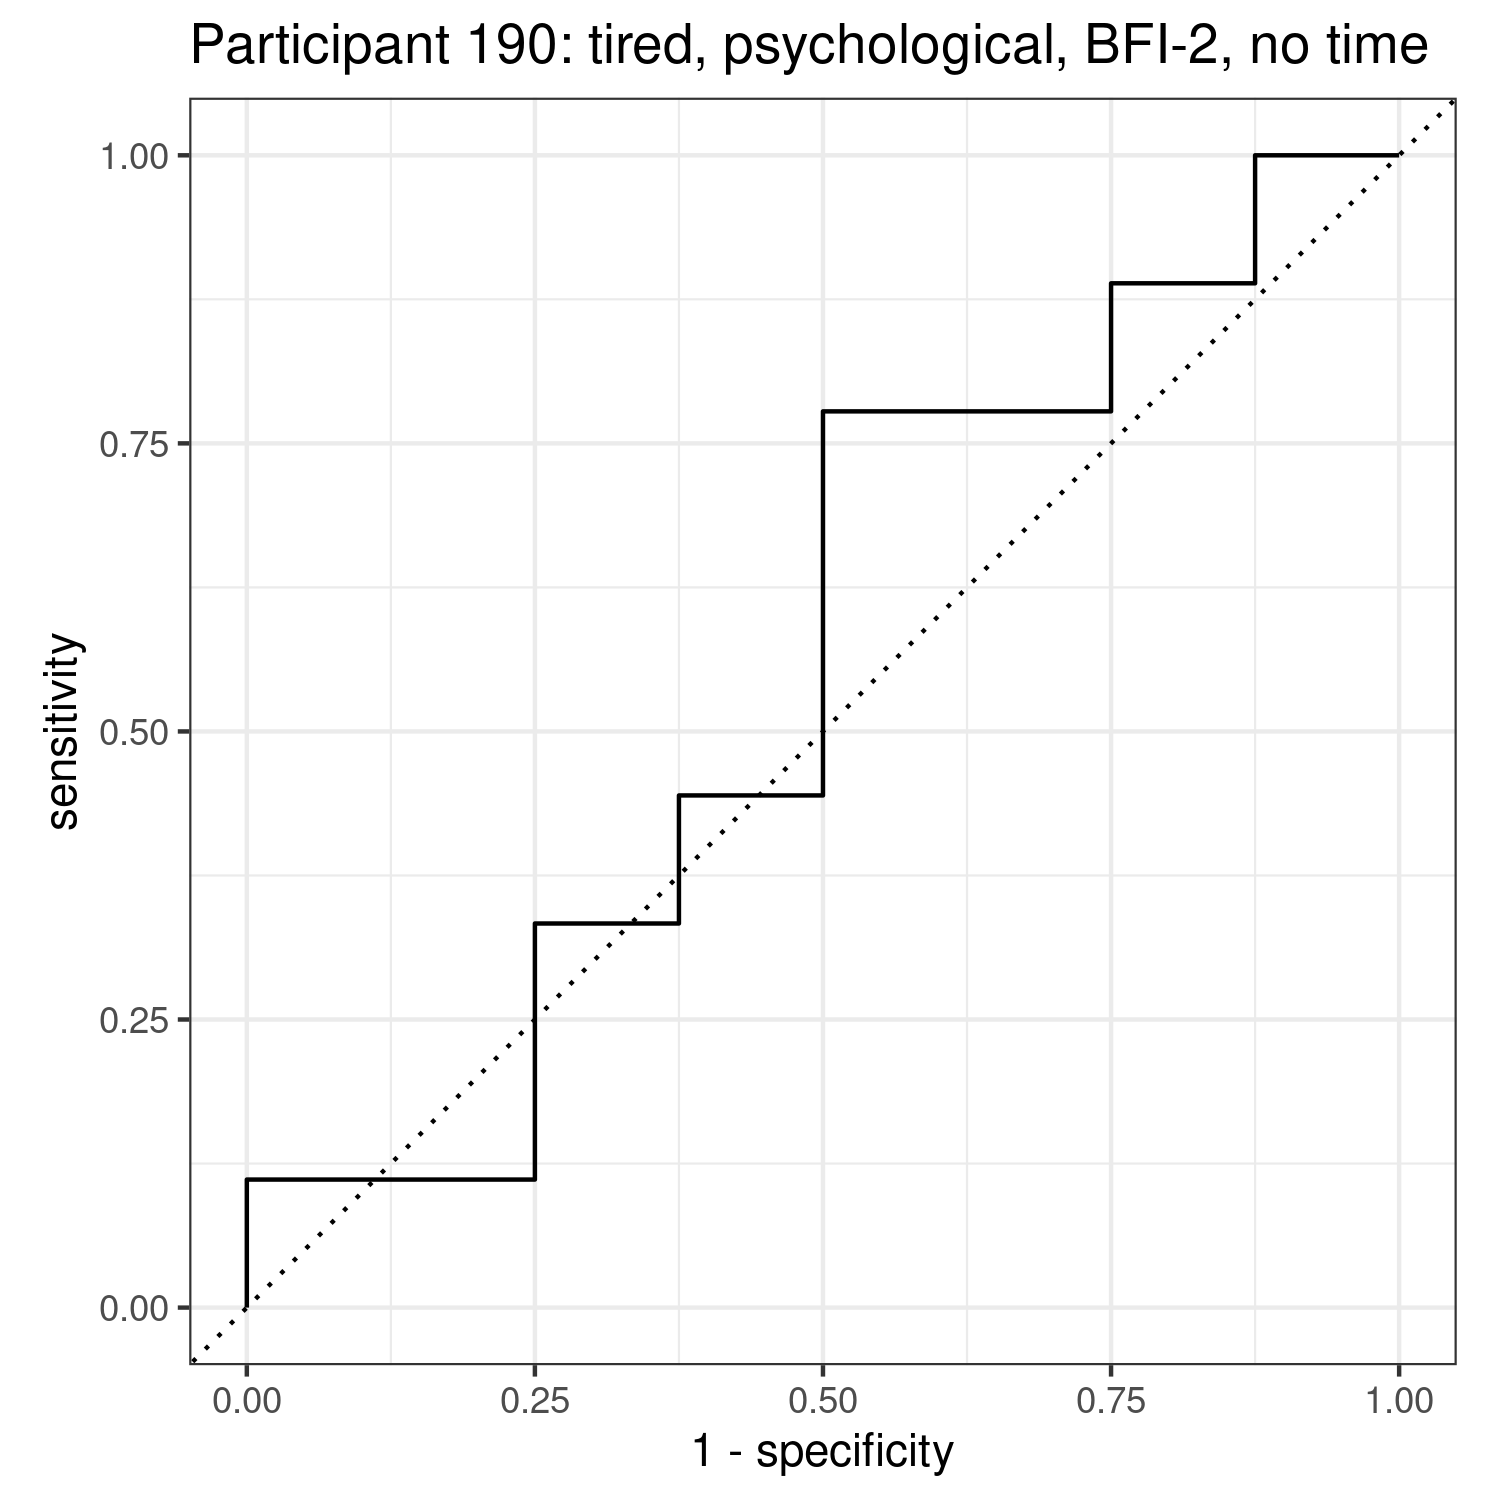 Participant 190: tired, psychological, BFI-2, no time
1.00
0.75
0.50
0.25
0.00
sensitivity
0.00 0.25 0.50 0.75 1.00
1 - specificity